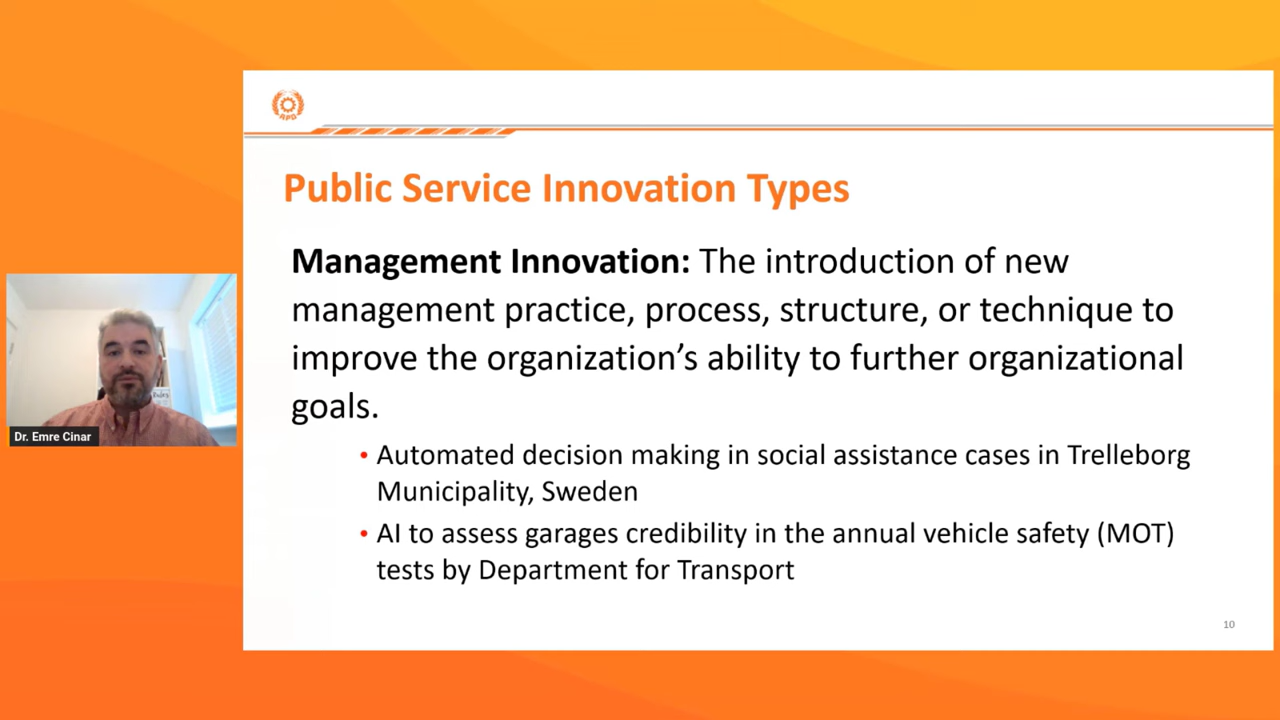 APO
Public Service Innovation Types
Management Innovation: The introduction of new
management practice, process, structure, or technique to
improve the organization's ability to further organizational
goals.
• Automated decision making in social assistance cases in Trelleborg
Municipality, Sweden
• AI to assess garages credibility in the annual vehicle safety (MOT)
tests by Department for Transport
10
Rules
Dr. Emre Cinar